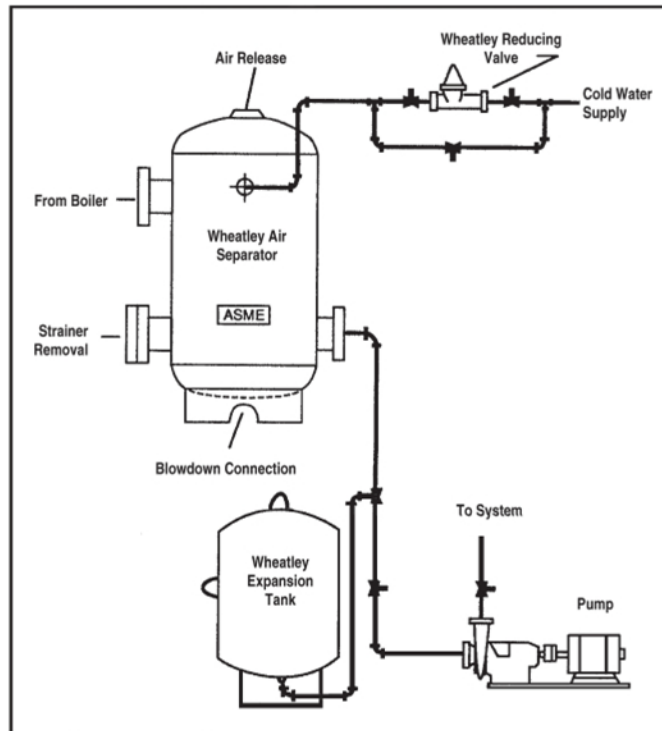 Air Release
Wheatley Reducing
Valve
Cold Water
Supply
From Boiler
Wheatley Air
Separator
ASME
Strainer
Removal
Blowdown Connection
To System
Wheatley
Expansion
Tank
Pump